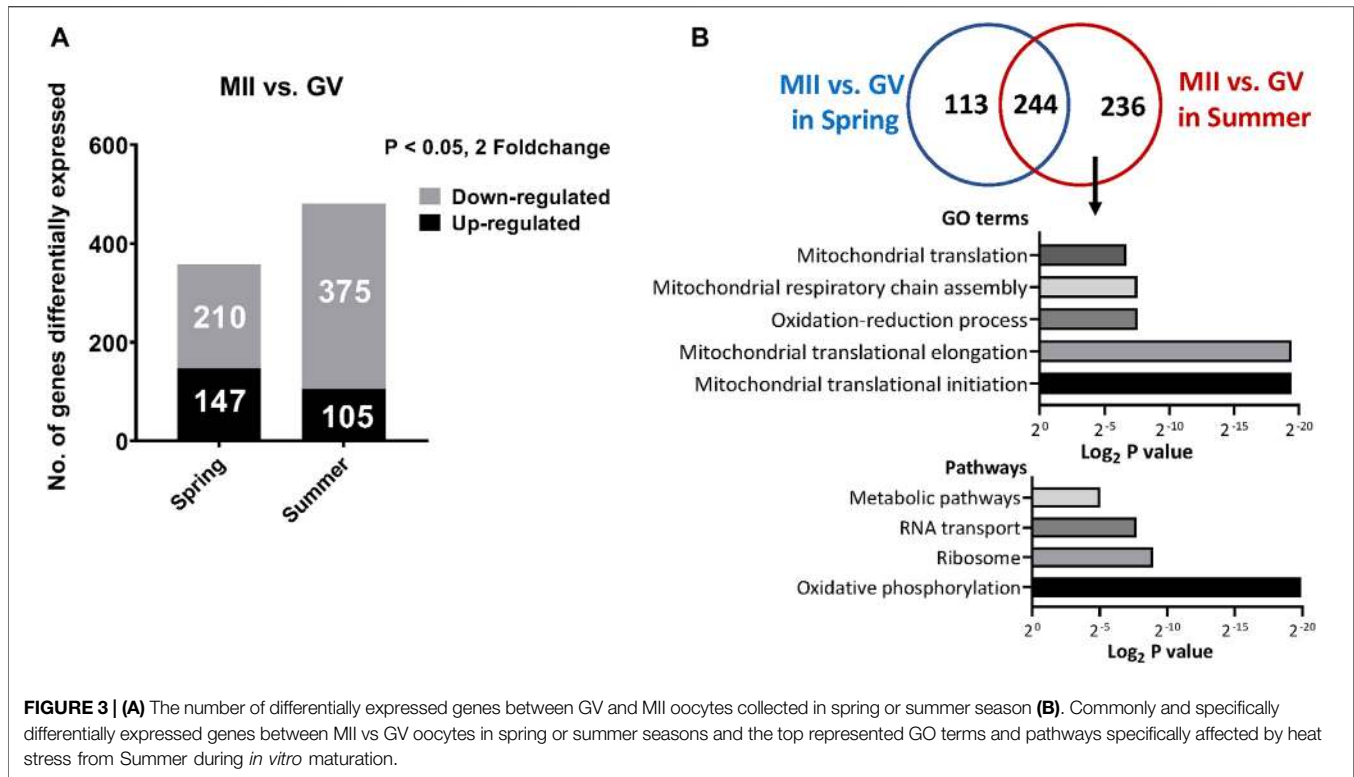 A
MII vs. GV
P < 0.05, 2 Foldchange
Down-regulated
Up-regulated
No. of genes differentially expressed
600
400
200
0
210
147
375
105
Spring
Summer
B
MII vs. GV
in Spring
113
244
236
MII vs. GV
in Summer
GO terms
Mitochondrial translation
Mitochondrial respiratory chain assembly
Oxidation-reduction process
Mitochondrial translational elongation
Mitochondrial translational initiation
2⁰ 2⁻⁵ 2⁻¹⁰ 2⁻¹⁵ 2⁻²⁰
Log₂ P value
Pathways
Metabolic pathways
RNA transport
Ribosome
Oxidative phosphorylation
2⁰ 2⁻⁵ 2⁻¹⁰ 2⁻¹⁵ 2⁻²⁰
Log₂ P value
FIGURE 3 | (A) The number of differentially expressed genes between GV and MII oocytes collected in spring or summer season (B). Commonly and specifically
differentially expressed genes between MII vs GV oocytes in spring or summer seasons and the top represented GO terms and pathways specifically affected by heat
stress from Summer during in vitro maturation.